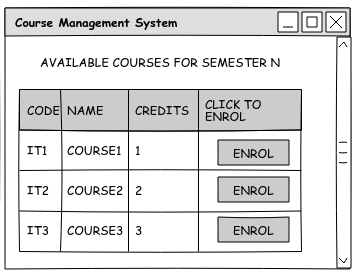 Course Management System
AVAILABLE COURSES FOR SEMESTER N
CODE NAME CREDITS CLICK TO
ENROL
IT1 COURSE1 1 ENROL
IT2 COURSE2 2 ENROL
IT3 COURSE3 3 ENROL